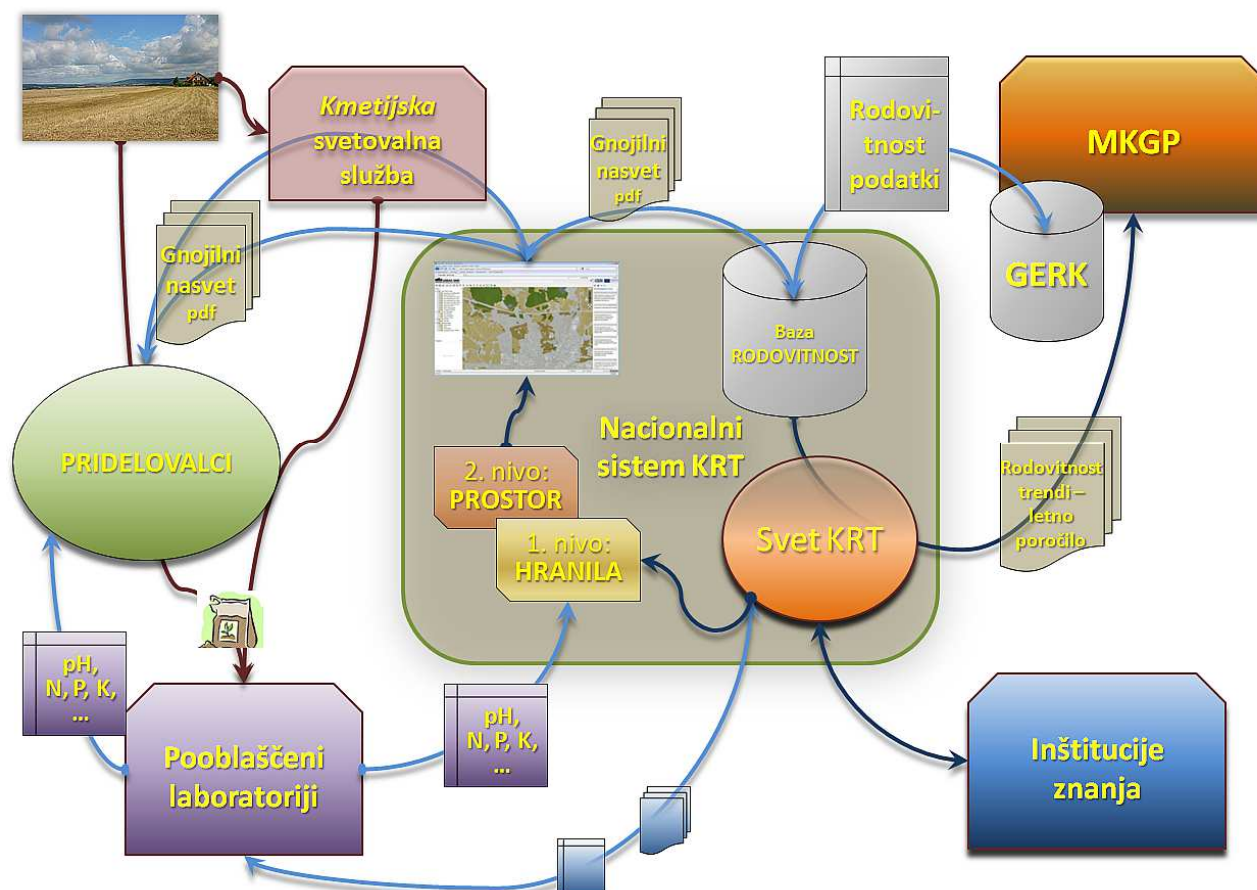 Kmetijska
svetovalna
služba
Gnojilni
nasvet
pdf
Rodovi-
tnost
podatki
MKGP
GERK
Gnojilni
nasvet
pdf
Baza
RODOVITNOST
Nacionalni
sistem KRT
PRIDELOVALCI
2. nivo:
PROSTOR
1. nivo:
HRANILA
Svet KRT
Rodovitnost
trendi –
letno
poročilo
pH,
N, P, K,
...
pH,
N, P, K,
...
Pooblaščeni
laboratoriji
Inštitucije
znanja